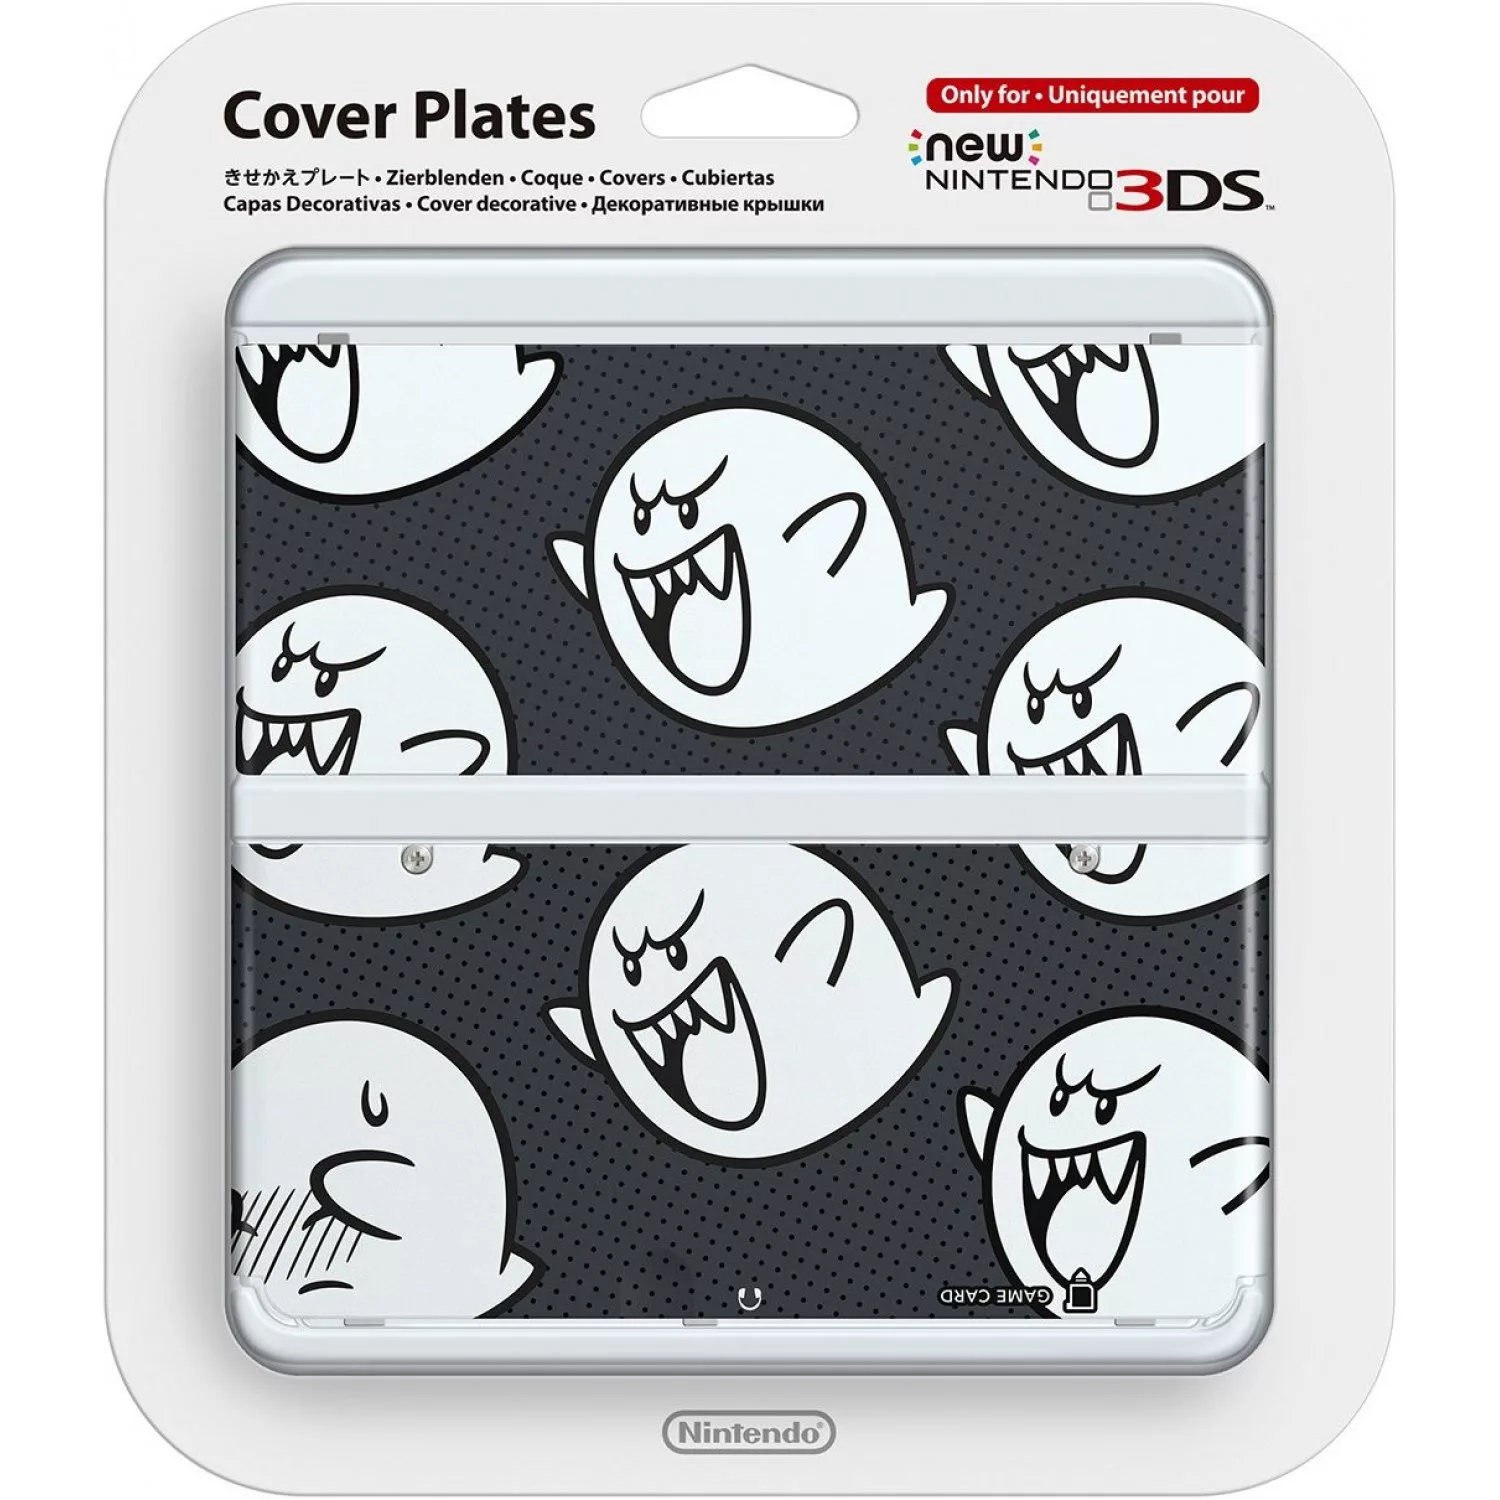 Cover Plates
きせかえプレート • Zierblenden • Coque • Covers • Cubiertas
Capas Decorativas • Cover decorative • Декоративные крышки
Only for • Uniquement pour
new
NINTENDO 3DS™
GAME CARD
Nintendo®